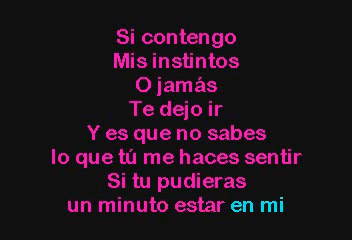 Si contengo
Mis instintos
O jamás
Te dejo ir
Y es que no sabes
lo que tú me haces sentir
Si tu pudieras
un minuto estar en mi